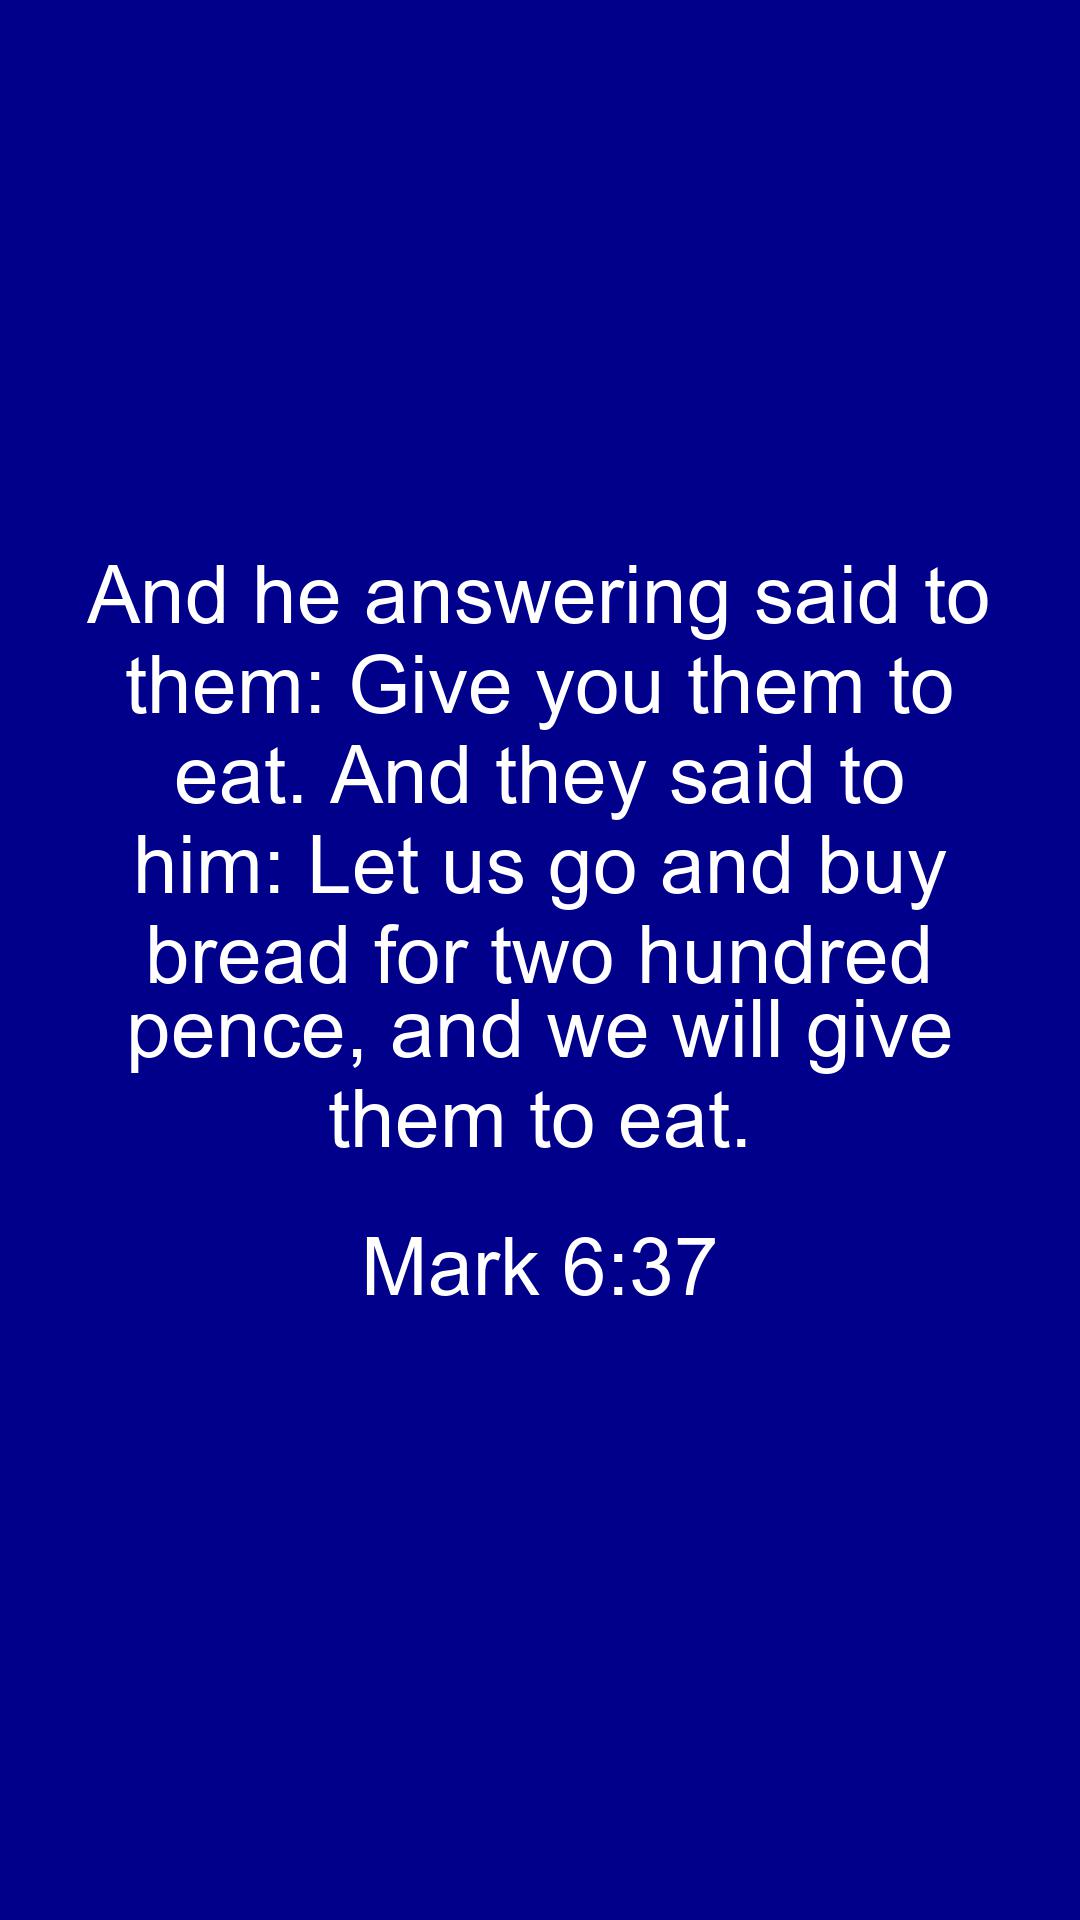 And he answering said to
them: Give you them to
eat. And they said to
him: Let us go and buy
bread for two hundred
pence, and we will give
them to eat.
Mark 6:37